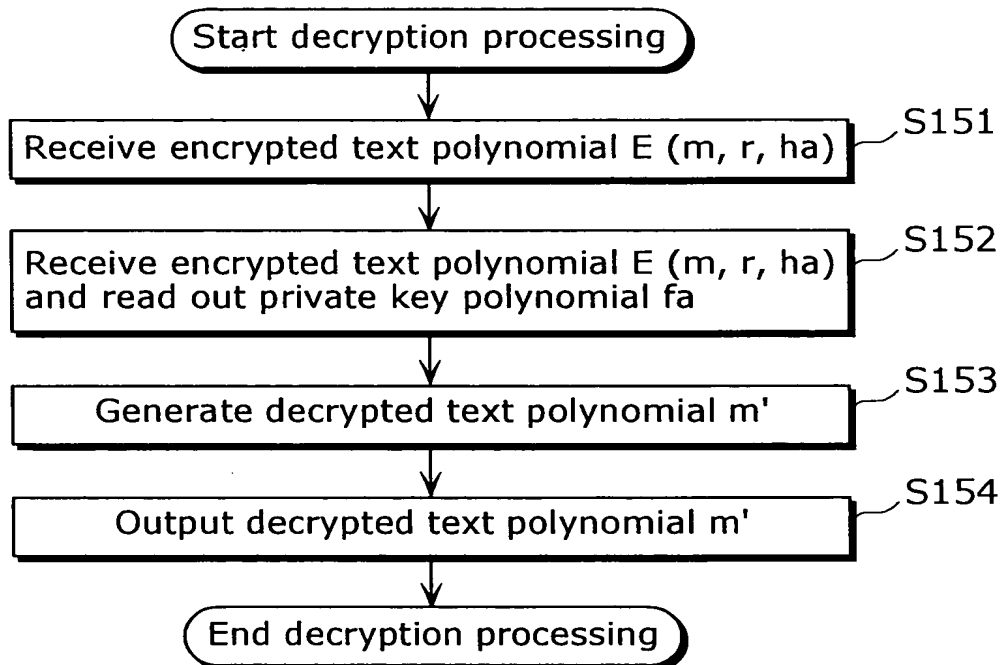 Start decryption processing
S151
Receive encrypted text polynomial E (m, r, ha)
S152
Receive encrypted text polynomial E (m, r, ha)
and read out private key polynomial fa
S153
Generate decrypted text polynomial m'
S154
Output decrypted text polynomial m'
End decryption processing